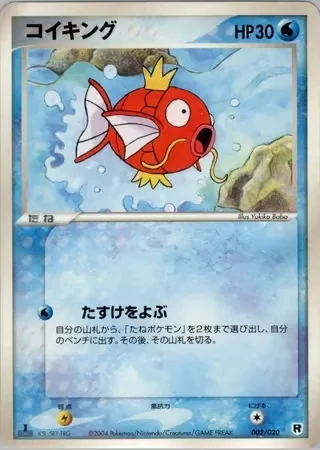 コイキング HP30
たね
Illus. Yukiko Baba
たすけをよぶ
自分の山札から、「たねポケモン」を2枚まで選び出し、自分
のベンチに出す。その後、その山札を切る。
弱点 抵抗力 にげる
©2004 Pokémon/Nintendo/Creatures/GAME FREAK 002/020 R